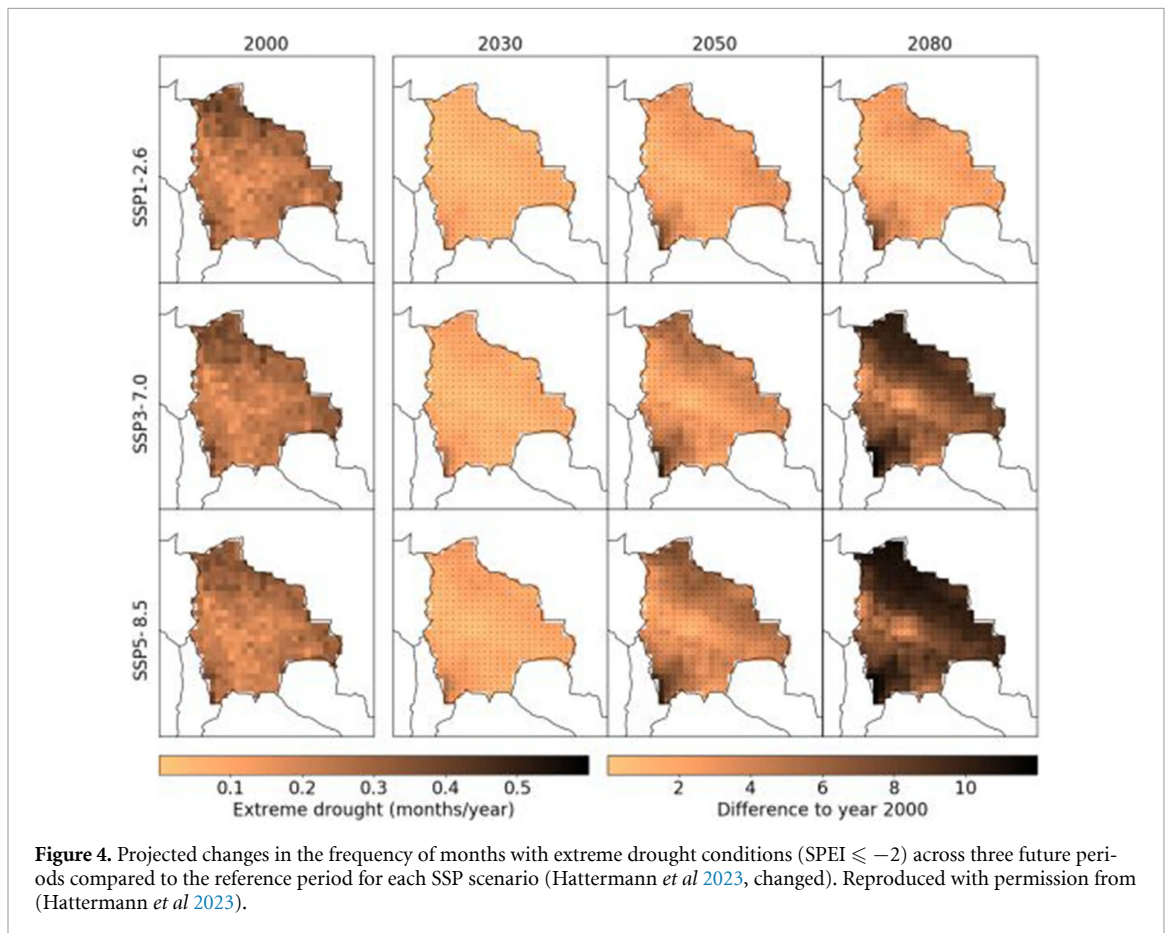 2000 2030 2050 2080
SSP1-2.6
SSP3-7.0
SSP5-8.5
0.1 0.2 0.3 0.4 0.5 2 4 6 8 10
Extreme drought (months/year) Difference to year 2000
Figure 4. Projected changes in the frequency of months with extreme drought conditions (SPEI ⩽ −2) across three future peri-
ods compared to the reference period for each SSP scenario (Hattermann et al 2023, changed). Reproduced with permission from
(Hattermann et al 2023).